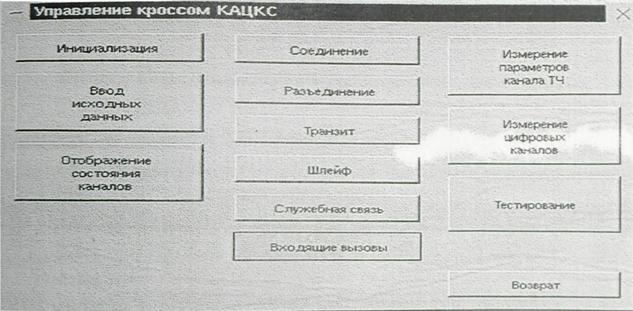 Управление кроссом КАЦКС
Инициализация
Ввод
исходных
данных
Отображение
состояния
каналов
Соединение
Разъединение
Транзит
Шлейф
Служебная связь
Входящие вызовы
Измерение
параметров
канала ТЧ
Измерение
цифровых
каналов
Тестирование
Возврат